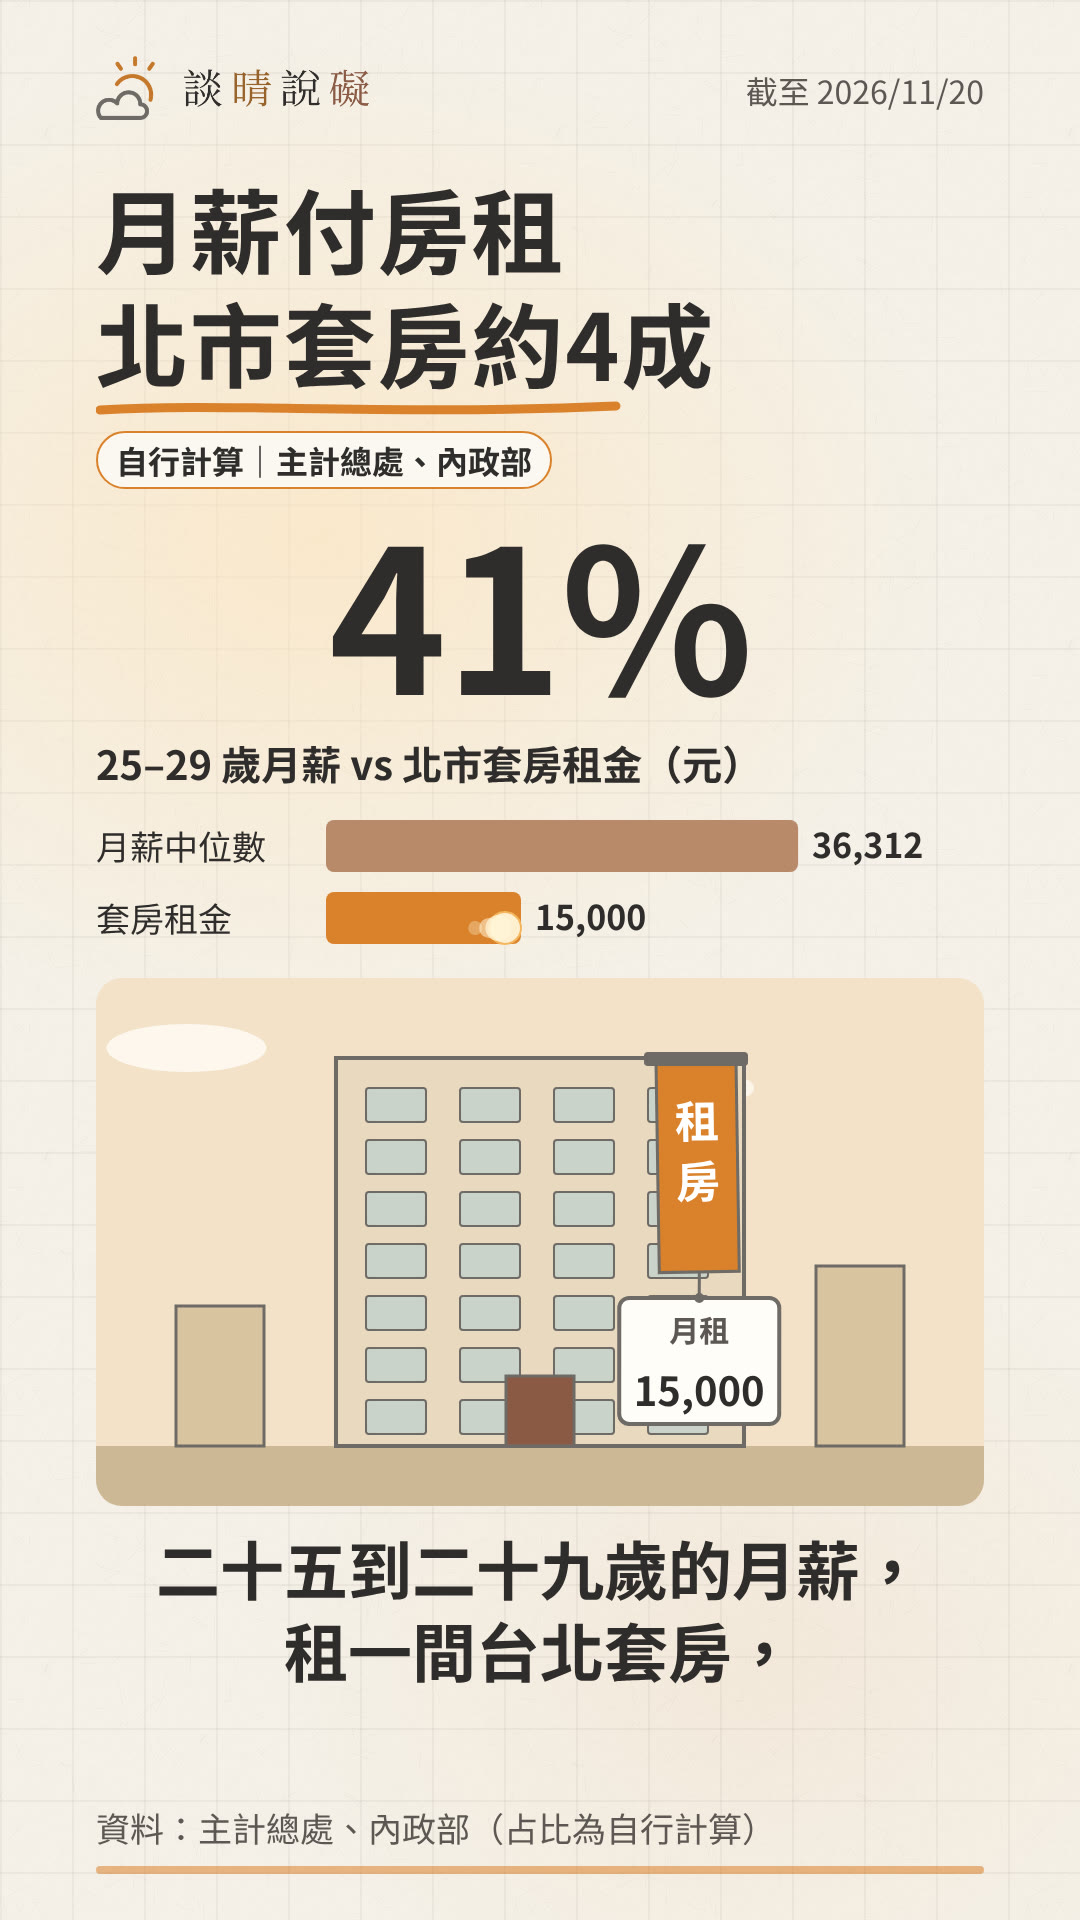 談晴說礙
截至 2026/11/20
月薪付房租
北市套房約4成
自行計算｜主計總處、內政部
41%
25–29 歲月薪 vs 北市套房租金（元）
月薪中位數
36,312
套房租金
15,000
租
房
月租
15,000
二十五到二十九歲的月薪，
租一間台北套房，
資料：主計總處、內政部（占比為自行計算）